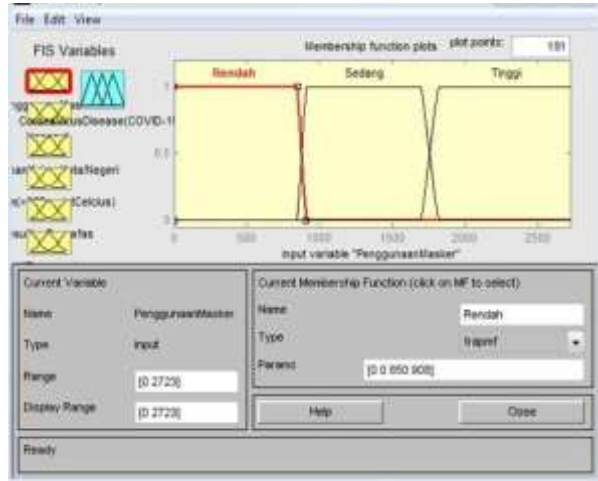 File Edit View
FIS Variables
Membership function plots
plot points:
181
Rendah
Sedang
Tinggi
1
0.5
0
0
500
1000
1500
2000
2500
input variable "PenggunaanMasker"
Current Variable
Name
PenggunaanMasker
Type
input
Range
[0 2723]
Display Range
[0 2723]
Current Membership Function (click on MF to select)
Name
Rendah
Type
trapmf
Params
[0 0 850 908]
Help
Close
Ready